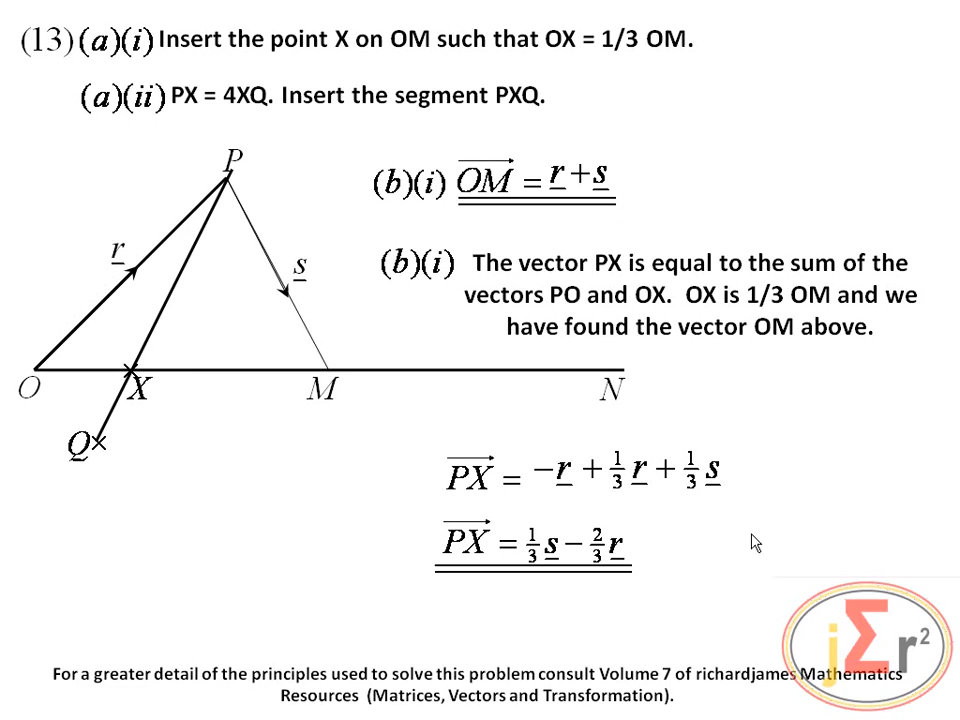 (13) (a)(i) Insert the point X on OM such that OX = 1/3 OM.
(a)(ii) PX = 4XQ. Insert the segment PXQ.
P
(b)(i) OM = r + s
r
s
(b)(i) The vector PX is equal to the sum of the
vectors PO and OX. OX is 1/3 OM and we
have found the vector OM above.
O X M N
Q
PX = -r + 1/3 r + 1/3 s
PX = 1/3 s - 2/3 r
jΣr²
For a greater detail of the principles used to solve this problem consult Volume 7 of richardjames Mathematics
Resources (Matrices, Vectors and Transformation).